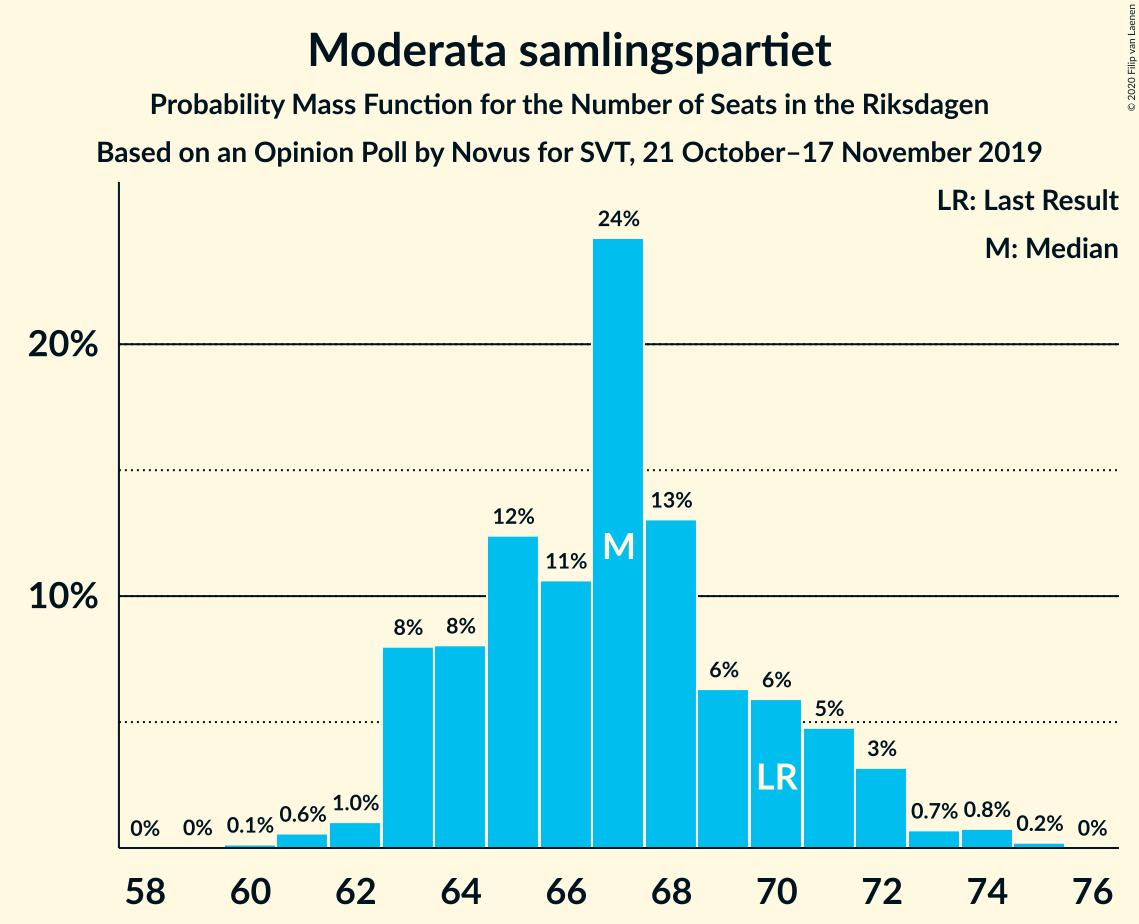 Moderata samlingspartiet
Probability Mass Function for the Number of Seats in the Riksdagen
Based on an Opinion Poll by Novus for SVT, 21 October–17 November 2019
© 2020 Filip van Laenen
LR: Last Result
M: Median
20%
10%
0%
0%
0.1%
0.6%
1.0%
8%
8%
12%
11%
24%
13%
6%
6%
5%
3%
0.7%
0.8%
0.2%
0%
M
LR
58 60 62 64 66 68 70 72 74 76